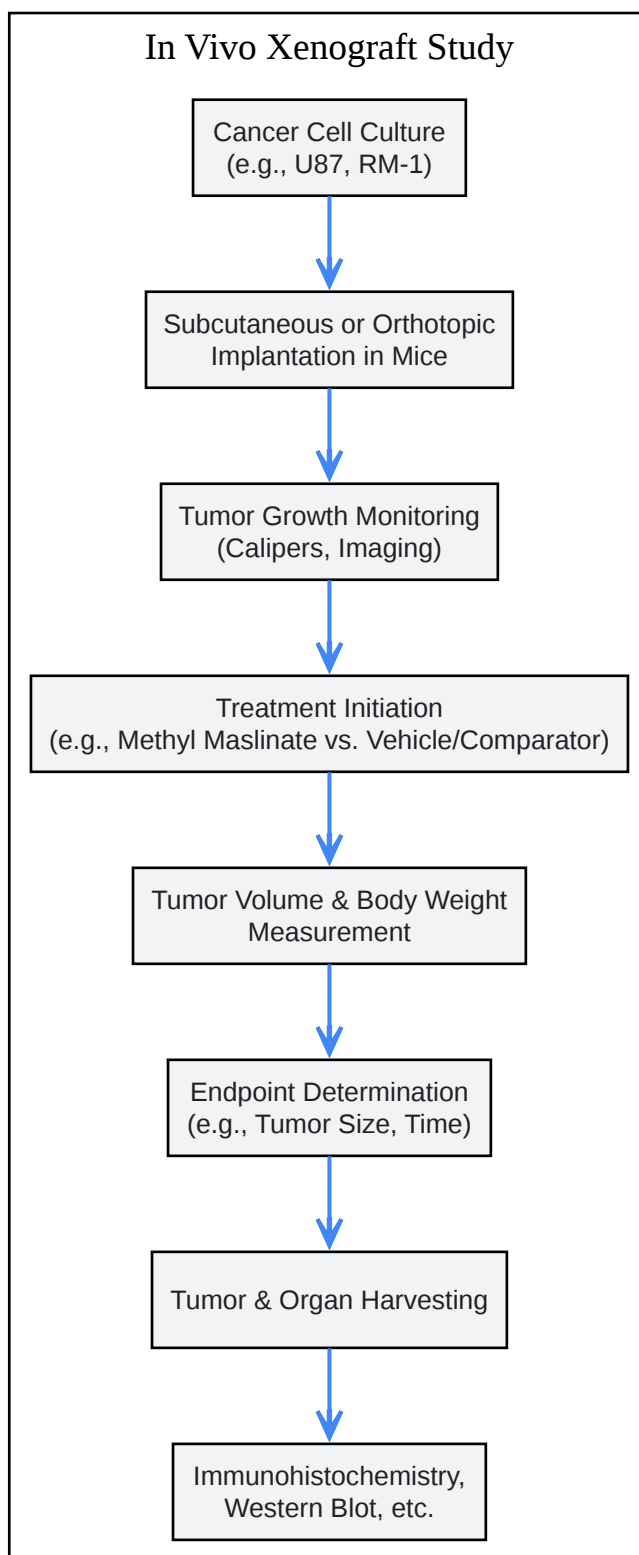 In Vivo Xenograft Study
Cancer Cell Culture
(e.g., U87, RM-1)
Subcutaneous or Orthotopic
Implantation in Mice
Tumor Growth Monitoring
(Calipers, Imaging)
Treatment Initiation
(e.g., Methyl Maslinate vs. Vehicle/Comparator)
Tumor Volume & Body Weight
Measurement
Endpoint Determination
(e.g., Tumor Size, Time)
Tumor & Organ Harvesting
Immunohistochemistry,
Western Blot, etc.